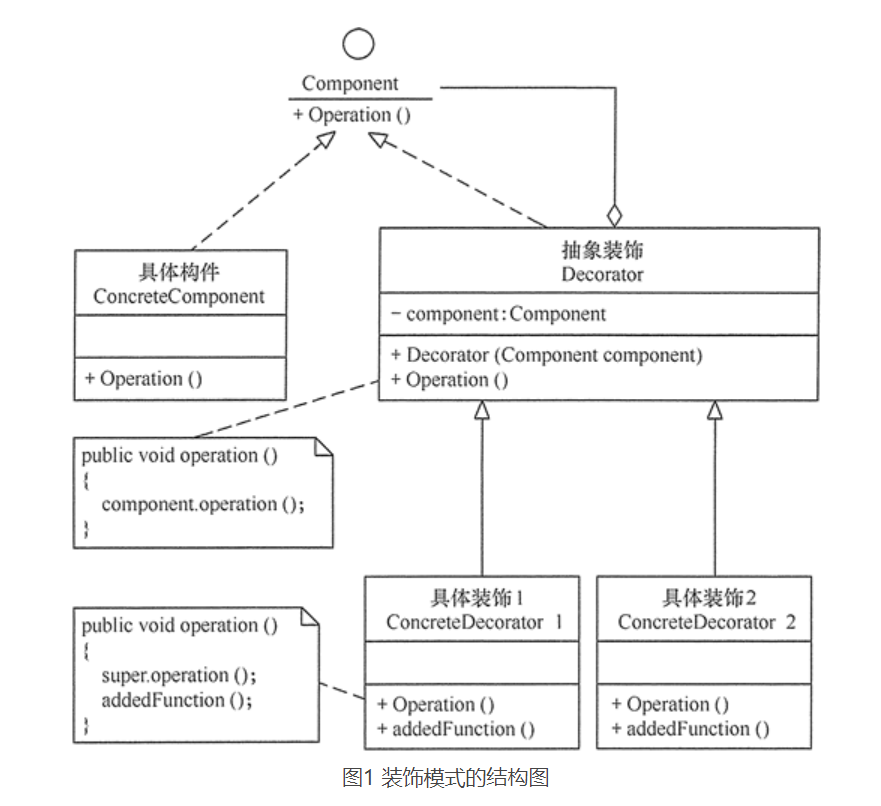 Component
+ Operation ()
具体构件
ConcreteComponent
+ Operation ()
抽象装饰
Decorator
- component:Component
+ Decorator (Component component)
+ Operation ()
public void operation ()
{
component.operation ();
}
public void operation ()
{
super.operation ();
addedFunction ();
}
具体装饰1
ConcreteDecorator 1
+ Operation ()
+ addedFunction ()
具体装饰2
ConcreteDecorator 2
+ Operation ()
+ addedFunction ()
图1 装饰模式的结构图